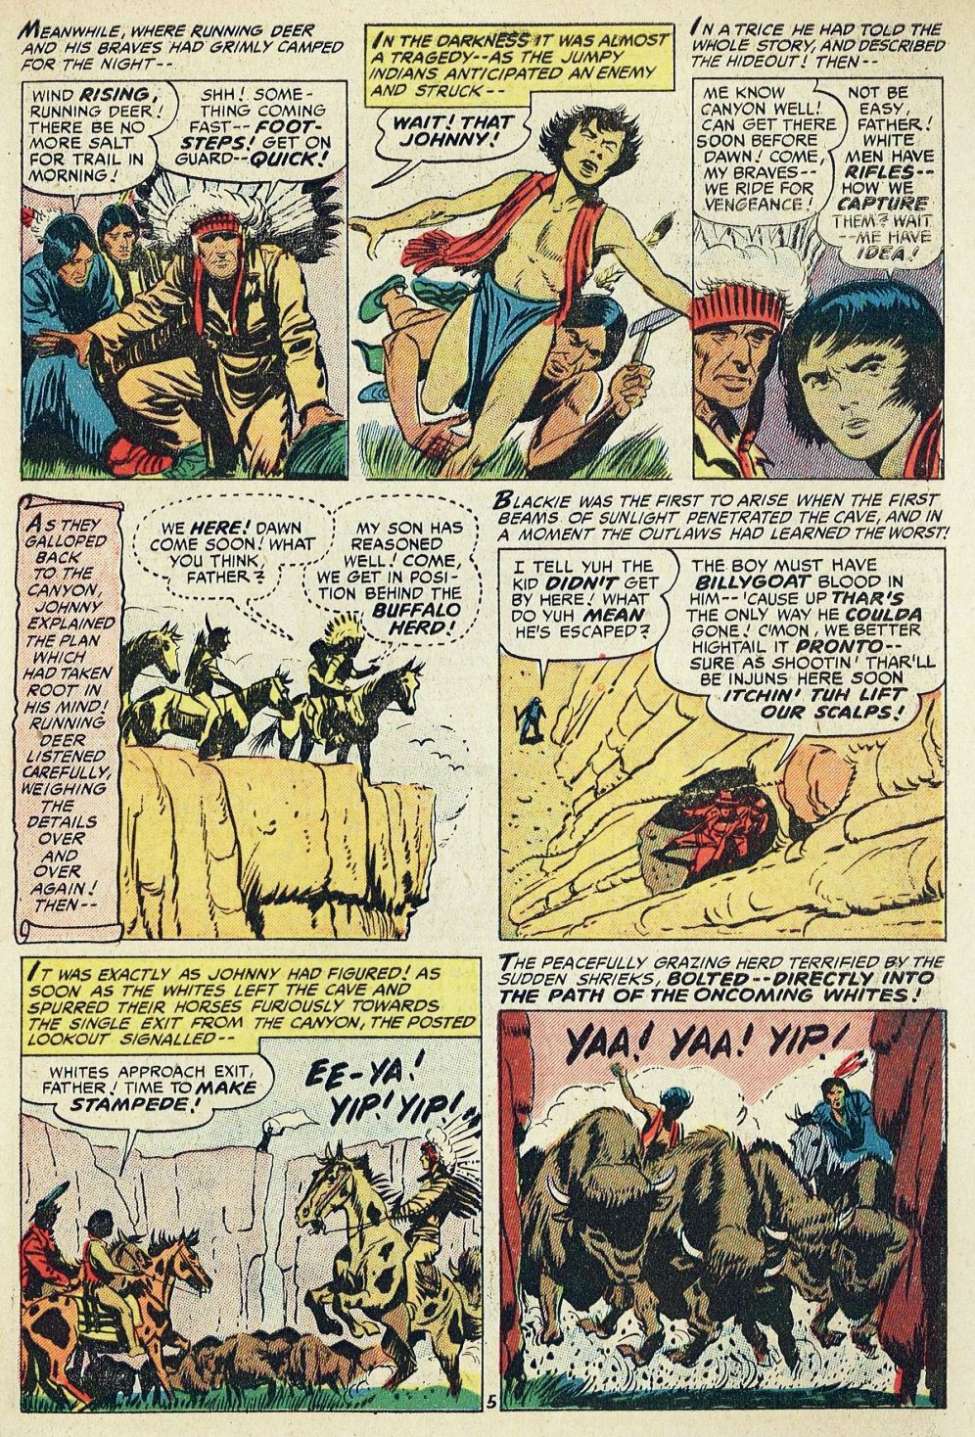 MEANWHILE, WHERE RUNNING DEER
AND HIS BRAVES HAD GRIMLY CAMPED
FOR THE NIGHT--
WIND RISING,
RUNNING DEER!
THERE BE NO
MORE SALT
FOR TRAIL IN
MORNING!
SHH! SOME-
THING COMING
FAST-- FOOT-
STEPS! GET ON
GUARD--QUICK!
IN THE DARKNESS IT WAS ALMOST
A TRAGEDY--AS THE JUMPY
INDIANS ANTICIPATED AN ENEMY
AND STRUCK--
WAIT! THAT
JOHNNY!
IN A TRICE HE HAD TOLD THE
WHOLE STORY, AND DESCRIBED
THE HIDEOUT! THEN--
ME KNOW
CANYON WELL!
CAN GET THERE
SOON BEFORE
DAWN! COME,
MY BRAVES--
WE RIDE FOR
VENGEANCE!
NOT BE
EASY,
FATHER!
WHITE
MEN HAVE
RIFLES--
HOW WE
CAPTURE
THEM? WAIT
--ME HAVE
IDEA!
AS THEY
GALLOPED
BACK
TO THE
CANYON,
JOHNNY
EXPLAINED
THE PLAN
WHICH
HAD TAKEN
ROOT IN
HIS MIND!
RUNNING
DEER
LISTENED
CAREFULLY,
WEIGHING
THE
DETAILS
OVER
AND
OVER
AGAIN!
THEN--
WE HERE! DAWN
COME SOON! WHAT
YOU THINK,
FATHER?
MY SON HAS
REASONED
WELL! COME,
WE GET IN POSI-
TION BEHIND THE
BUFFALO
HERD!
BLACKIE WAS THE FIRST TO ARISE WHEN THE FIRST
BEAMS OF SUNLIGHT PENETRATED THE CAVE, AND IN
A MOMENT THE OUTLAWS HAD LEARNED THE WORST!
I TELL YUH THE
KID DIDN'T GET
BY HERE! WHAT
DO YUH MEAN
HE'S ESCAPED?
THE BOY MUST HAVE
BILLYGOAT BLOOD IN
HIM--'CAUSE UP THAR'S
THE ONLY WAY HE COULDA
GONE! C'MON, WE BETTER
HIGHTAIL IT PRONTO--
SURE AS SHOOTIN' THAR'LL
BE INJUNS HERE SOON
ITCHIN' TUH LIFT
OUR SCALPS!
IT WAS EXACTLY AS JOHNNY HAD FIGURED! AS
SOON AS THE WHITES LEFT THE CAVE AND
SPURRED THEIR HORSES FURIOUSLY TOWARDS
THE SINGLE EXIT FROM THE CANYON, THE POSTED
LOOKOUT SIGNALLED--
WHITES APPROACH EXIT,
FATHER! TIME TO MAKE
STAMPEDE!
EE-YA!
YIP! YIP!
THE PEACEFULLY GRAZING HERD TERRIFIED BY THE
SUDDEN SHRIEKS, BOLTED--DIRECTLY INTO
THE PATH OF THE ONCOMING WHITES!
YAA! YAA! YIP!
5